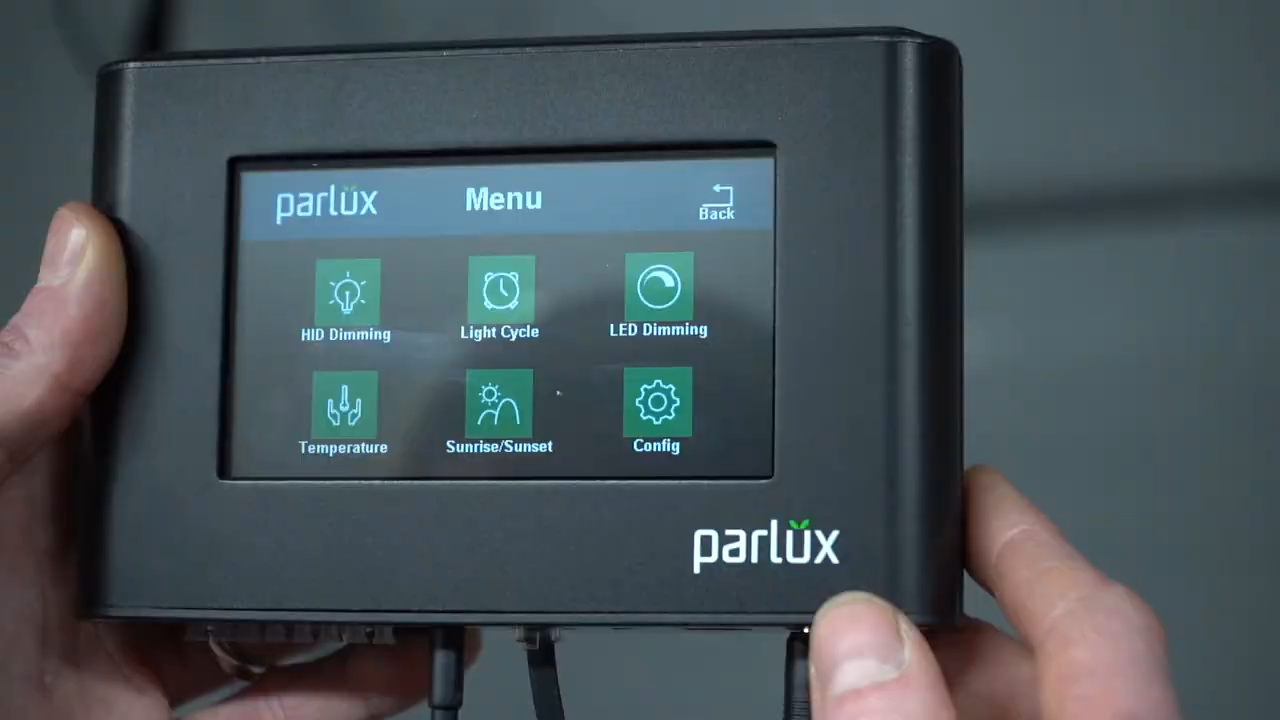 parlux
Menu
Back
HID Dimming
Light Cycle
LED Dimming
Temperature
Sunrise/Sunset
Config
parlux